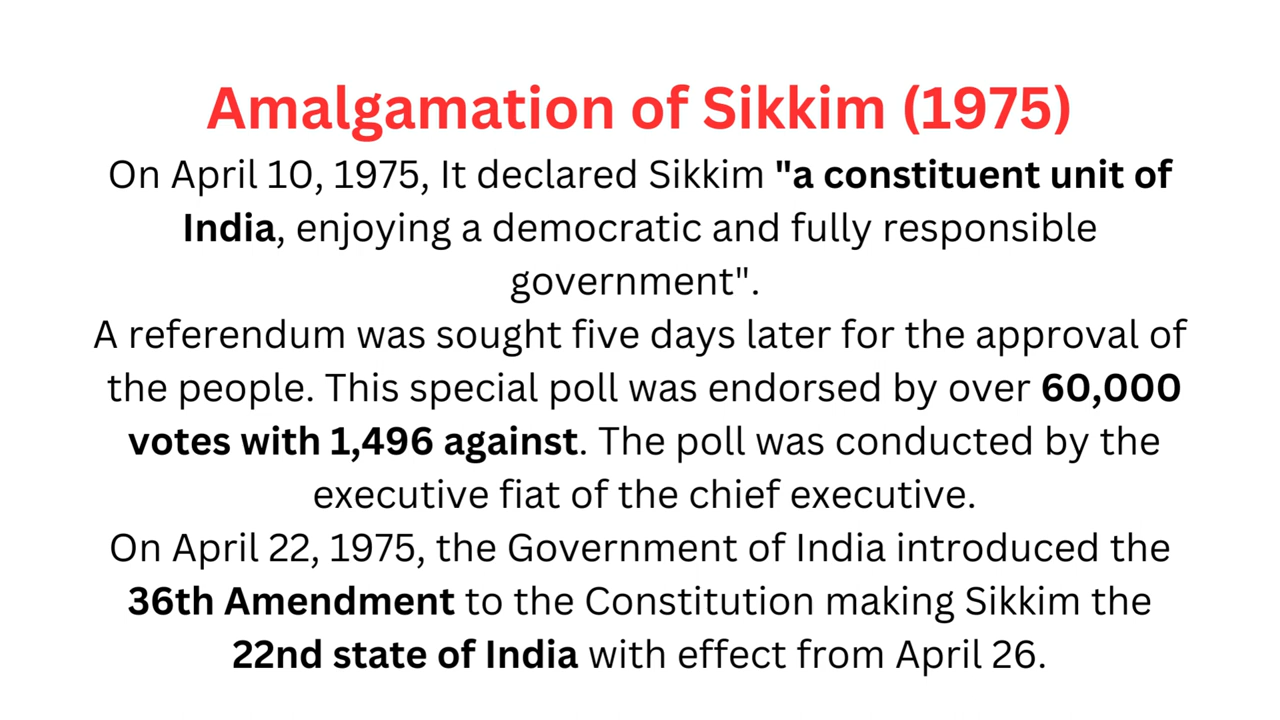 Amalgamation of Sikkim (1975)
On April 10, 1975, It declared Sikkim "a constituent unit of
India, enjoying a democratic and fully responsible
government".
A referendum was sought five days later for the approval of
the people. This special poll was endorsed by over 60,000
votes with 1,496 against. The poll was conducted by the
executive fiat of the chief executive.
On April 22, 1975, the Government of India introduced the
36th Amendment to the Constitution making Sikkim the
22nd state of India with effect from April 26.